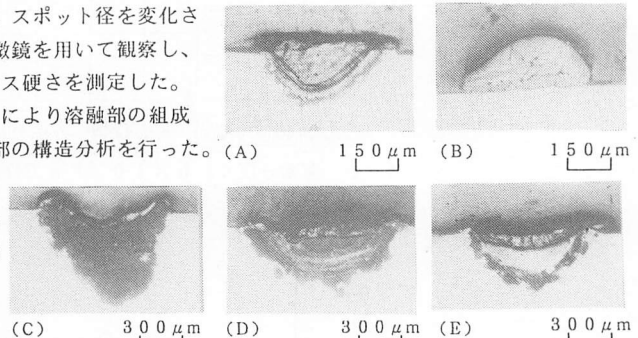 スポット径を変化さ
微鏡を用いて観察し、
ス硬さを測定した。
により溶融部の組成
部の構造分析を行った。
(A) 150μm (B) 150μm
(C) 300μm (D) 300μm (E) 300μm